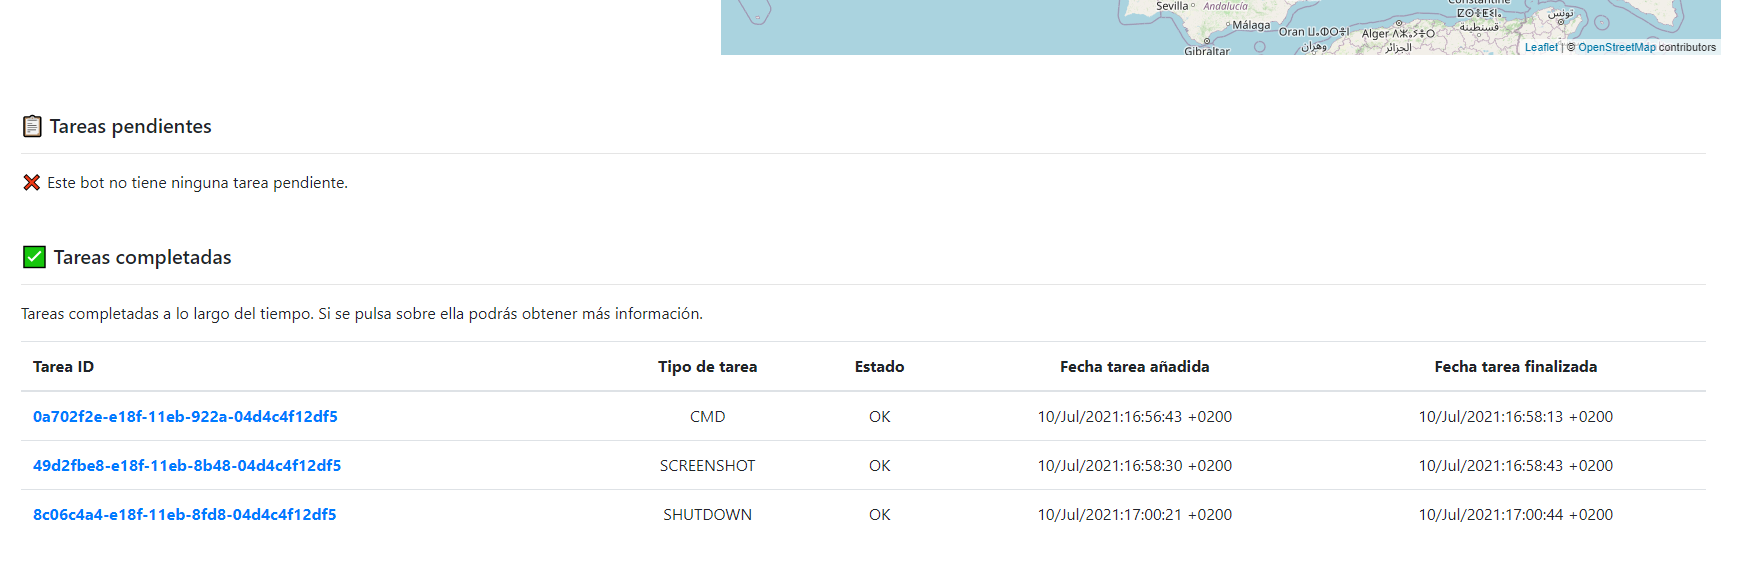 Constantine
Sevilla
Andalucía
ⵇⵙⵏⵟⵉⵏⴰ
تونس
Málaga
قسنطينة
Oran
Alger
Gibraltar
وهران
الجزائر
Leaflet | © OpenStreetMap contributors
Tareas pendientes
Este bot no tiene ninguna tarea pendiente.
Tareas completadas
Tareas completadas a lo largo del tiempo. Si se pulsa sobre ella podrás obtener más información.
Tarea ID Tipo de tarea Estado Fecha tarea añadida Fecha tarea finalizada
0a702f2e-e18f-11eb-922a-04d4c4f12df5 CMD OK 10/Jul/2021:16:56:43 +0200 10/Jul/2021:16:58:13 +0200
49d2fbe8-e18f-11eb-8b48-04d4c4f12df5 SCREENSHOT OK 10/Jul/2021:16:58:30 +0200 10/Jul/2021:16:58:43 +0200
8c06c4a4-e18f-11eb-8fd8-04d4c4f12df5 SHUTDOWN OK 10/Jul/2021:17:00:21 +0200 10/Jul/2021:17:00:44 +0200